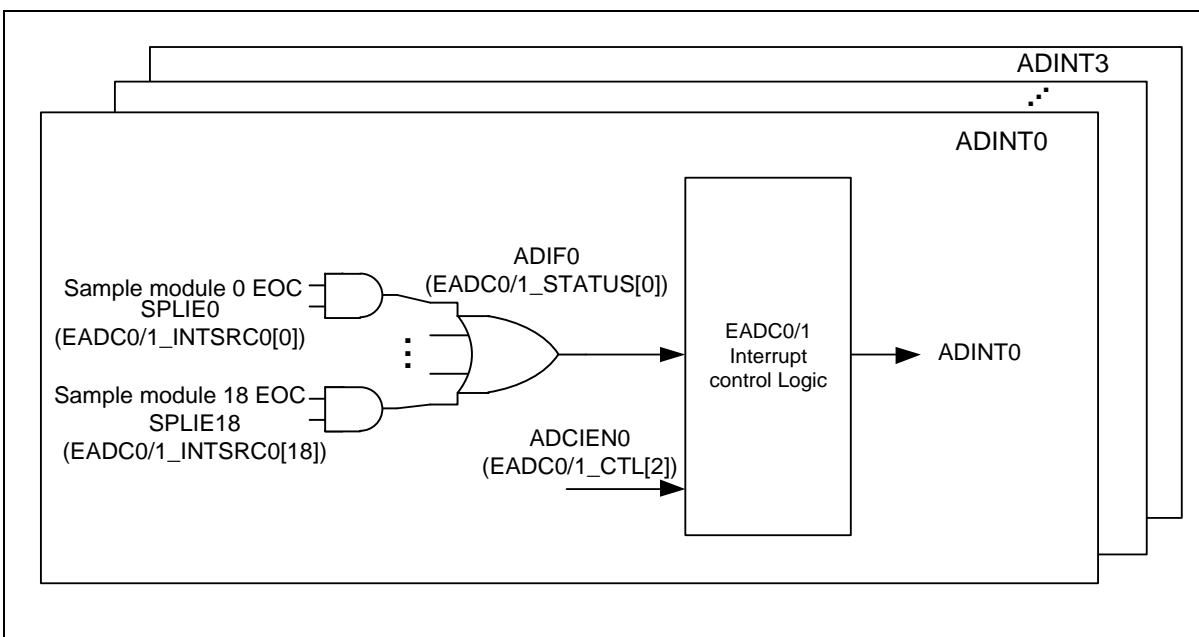 ADINT3
ADINT0
ADIF0
(EADC0/1_STATUS[0])
Sample module 0 EOC
SPLIE0
(EADC0/1_INTSRC0[0])
Sample module 18 EOC
SPLIE18
(EADC0/1_INTSRC0[18])
ADCIEN0
(EADC0/1_CTL[2])
EADC0/1
Interrupt
control Logic
ADINT0